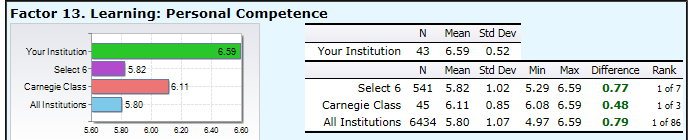 Factor 13. Learning: Personal Competence
Your Institution 6.59
Select 6 5.82
Carnegie Class 6.11
All Institutions 5.80
5.60 5.80 6.00 6.20 6.40 6.60
N Mean Std Dev
Your Institution 43 6.59 0.52
N Mean Std Dev Min Max Difference Rank
Select 6 541 5.82 1.02 5.29 6.59 0.77 1 of 7
Carnegie Class 45 6.11 0.85 6.08 6.59 0.48 1 of 3
All Institutions 6434 5.80 1.07 4.97 6.59 0.79 1 of 86